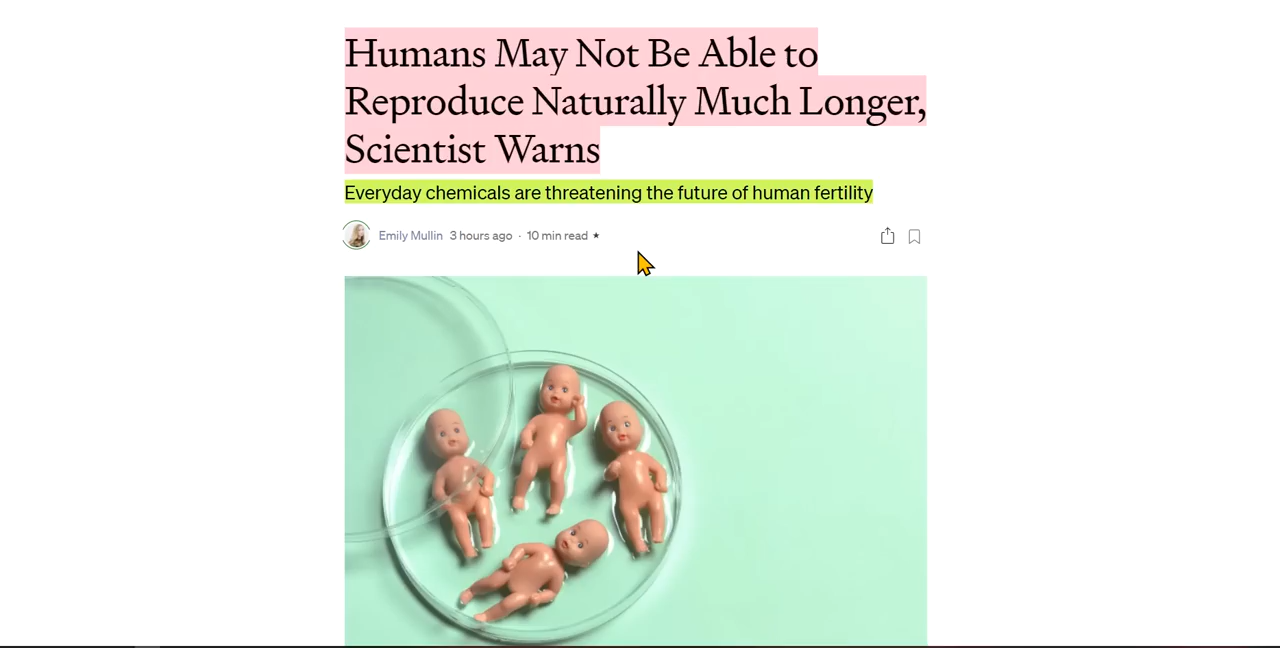 Humans May Not Be Able to
Reproduce Naturally Much Longer,
Scientist Warns
Everyday chemicals are threatening the future of human fertility
Emily Mullin 3 hours ago · 10 min read ★